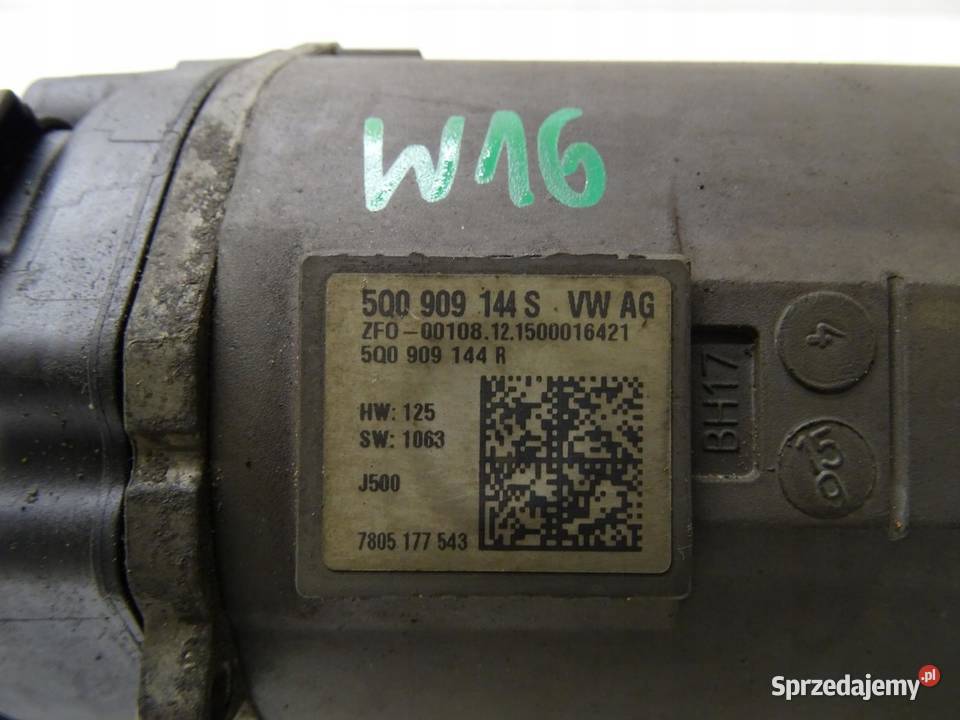 W16
5Q0 909 144 S VW AG
ZFO-00108.12.1500016421
5Q0 909 144 R
HW: 125
SW: 1063
J500
7805 177 543
BH17
4
Sprzedajemy.pl